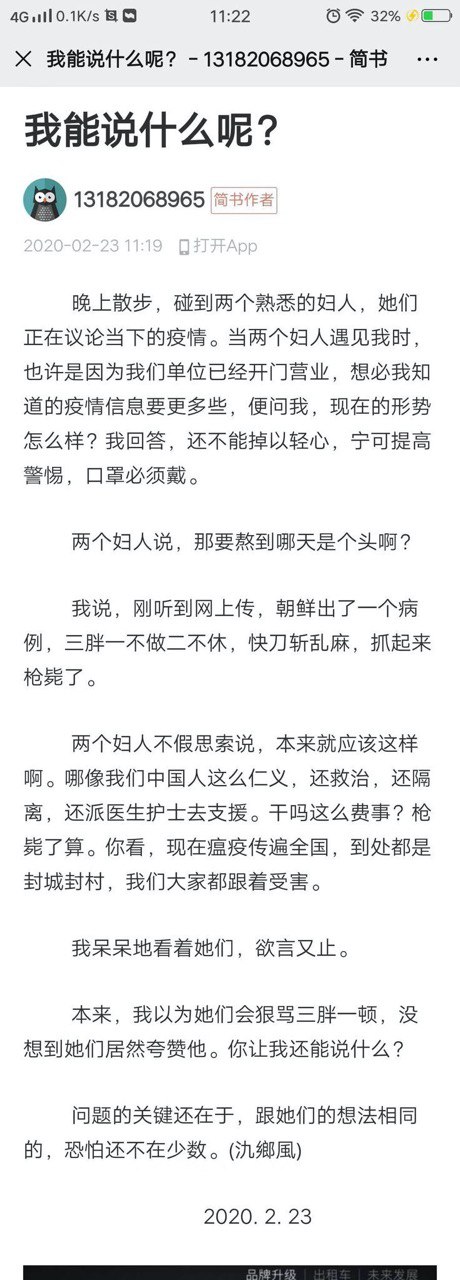 4G 0.1K/s 11:22 32%
我能说什么呢？ - 13182068965 - 简书
我能说什么呢？
13182068965 简书作者
2020-02-23 11:19 打开App
晚上散步，碰到两个熟悉的妇人，她们
正在议论当下的疫情。当两个妇人遇见我时，
也许是因为我们单位已经开门营业，想必我知
道的疫情信息要更多些，便问我，现在的形势
怎么样？我回答，还不能掉以轻心，宁可提高
警惕，口罩必须戴。
两个妇人说，那要熬到哪天是个头啊？
我说，刚听到网上传，朝鲜出了一个病
例，三胖一不做二不休，快刀斩乱麻，抓起来
枪毙了。
两个妇人不假思索说，本来就应该这样
啊。哪像我们中国人这么仁义，还救治，还隔
离，还派医生护士去支援。干吗这么费事？枪
毙了算。你看，现在瘟疫传遍全国，到处都是
封城封村，我们大家都跟着受害。
我呆呆地看着她们，欲言又止。
本来，我以为她们会狠骂三胖一顿，没
想到她们居然夸赞他。你让我还能说什么？
问题的关键还在于，跟她们的想法相同
的，恐怕还不在少数。(氿鄉風)
2020. 2. 23
品牌升级 | 出租车 | 未来发展